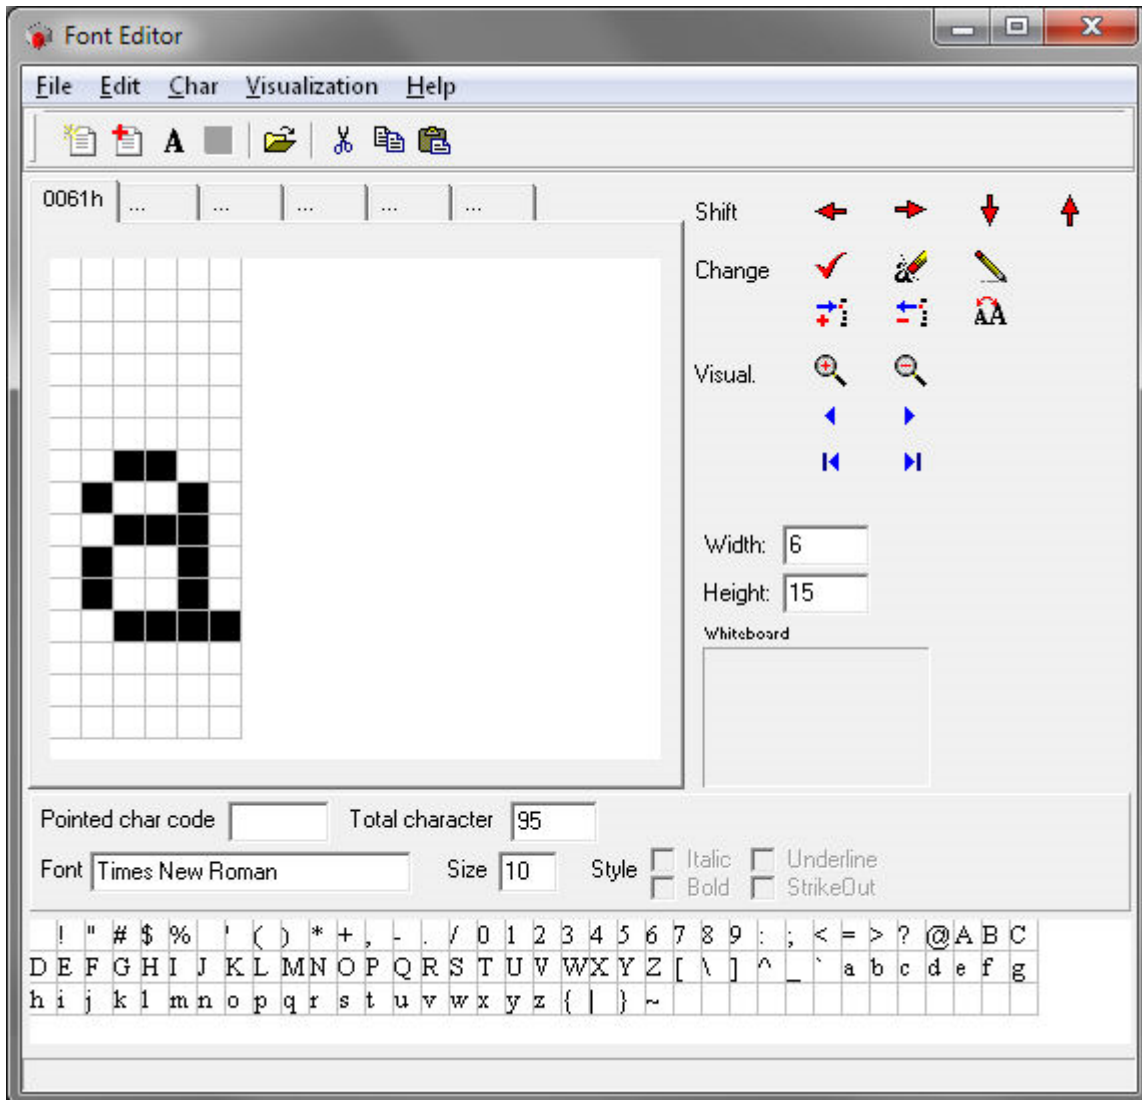 Font Editor
File Edit Char Visualization Help
A
0061h ... ... ... ... ...
Shift
Change
Visual.
Width: 6
Height: 15
Whiteboard
Pointed char code Total character 95
Font Times New Roman Size 10 Style Italic Underline
Bold StrikeOut
! " # $ % ' ( ) * + , - . / 0 1 2 3 4 5 6 7 8 9 : ; < = > ? @ A B C
D E F G H I J K L M N O P Q R S T U V W X Y Z [ \ ] ^ _ ` a b c d e f g
h i j k l m n o p q r s t u v w x y z { | } ~